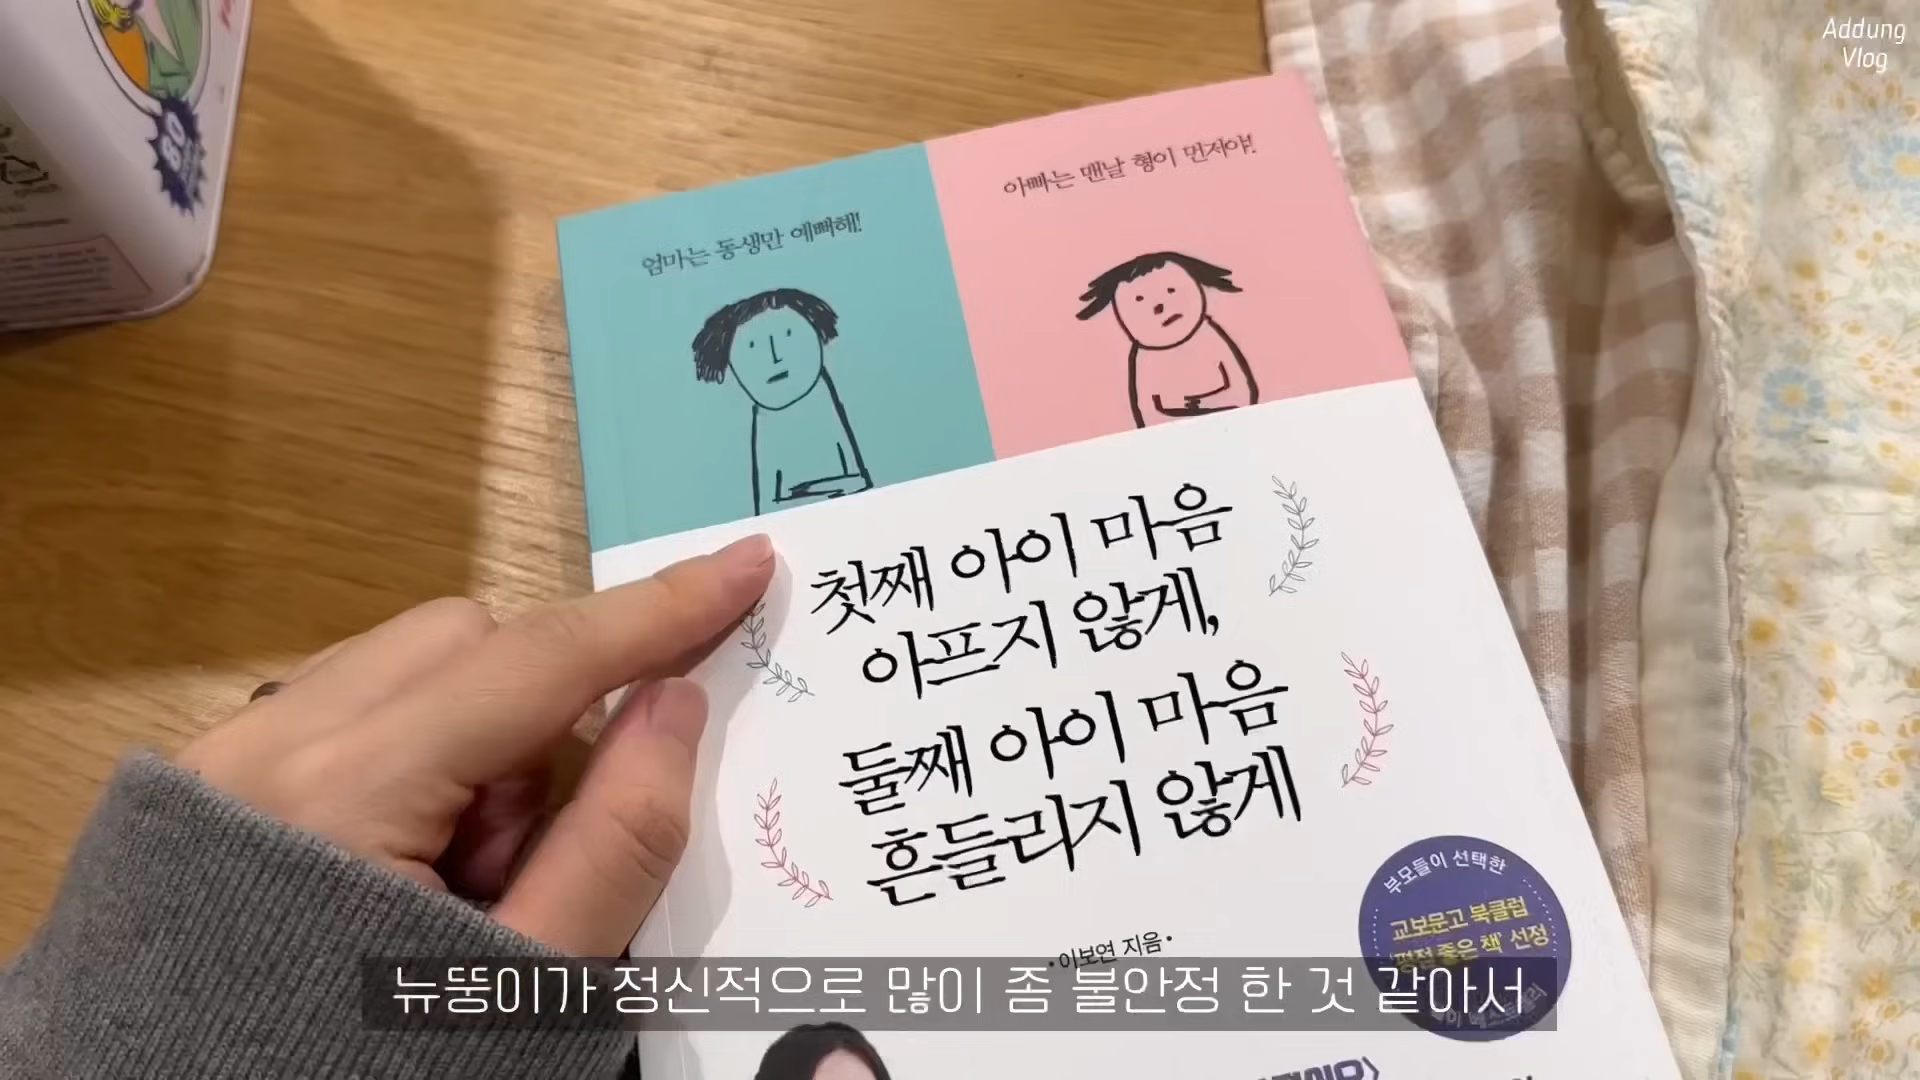 Addung
Vlog
80
엄마는 동생만 예뻐해!
아빠는 맨날 형이 먼저야!
첫째 아이 마음
아프지 않게,
둘째 아이 마음
흔들리지 않게
• 이보연 지음 •
부모들이 선택한
교보문고 북클럽
'평점 좋은 책' 선정
뉴뚱이가 정신적으로 많이 좀 불안정 한 것 같아서